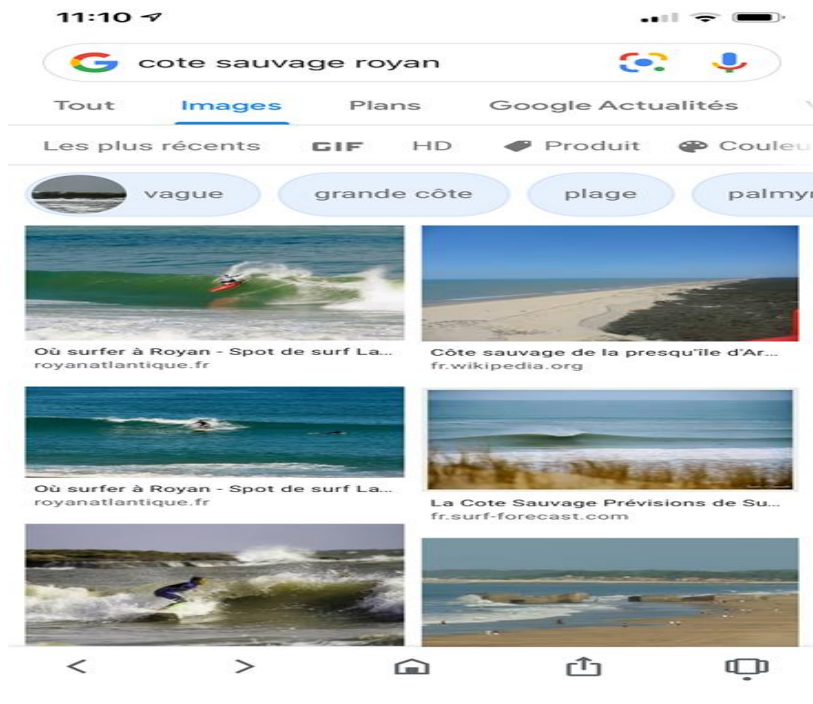 11:10
cote sauvage royan
Tout Images Plans Google Actualités
Les plus récents GIF HD Produit Couleu
vague grande côte plage palmyr
Où surfer à Royan - Spot de surf La...
royanatlantique.fr
Côte sauvage de la presqu'île d'Ar...
fr.wikipedia.org
Où surfer à Royan - Spot de surf La...
royanatlantique.fr
La Cote Sauvage Prévisions de Su...
fr.surf-forecast.com